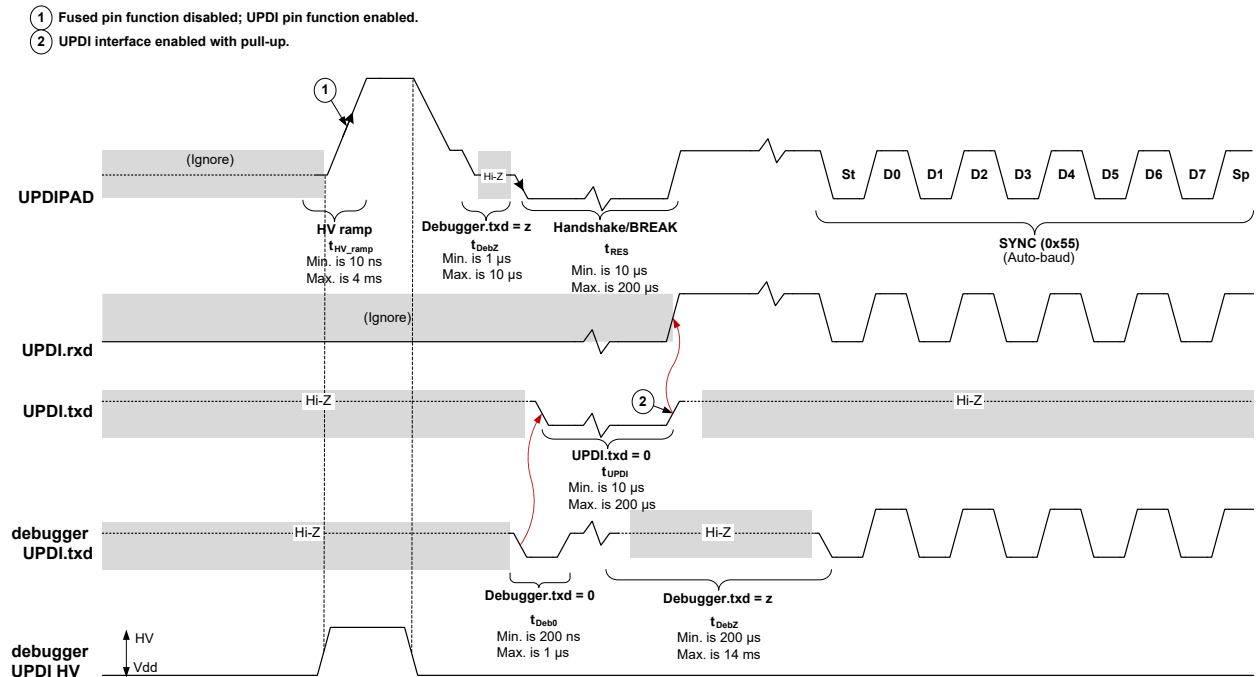 1 Fused pin function disabled; UPDI pin function enabled.
2 UPDI interface enabled with pull-up.
1
(Ignore)
Hi-Z
St D0 D1 D2 D3 D4 D5 D6 D7 Sp
UPDIPAD
HV ramp
tHV_ramp
Min. is 10 ns
Max. is 4 ms
Debugger.txd = z
tDebZ
Min. is 1 µs
Max. is 10 µs
Handshake/BREAK
tRES
Min. is 10 µs
Max. is 200 µs
SYNC (0x55)
(Auto-baud)
(Ignore)
UPDI.rxd
Hi-Z
2
Hi-Z
UPDI.txd
UPDI.txd = 0
tUPDI
Min. is 10 µs
Max. is 200 µs
Hi-Z
Hi-Z
debugger
UPDI.txd
Debugger.txd = 0
tDeb0
Min. is 200 ns
Max. is 1 µs
Debugger.txd = z
tDebZ
Min. is 200 µs
Max. is 14 ms
HV
Vdd
debugger
UPDI HV